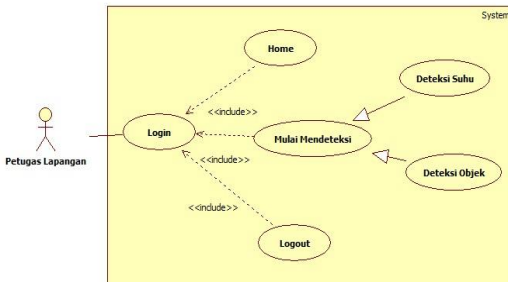 System
Home
Deteksi Suhu
<<include>>
Login
Mulai Mendeteksi
Petugas Lapangan
<<include>>
Deteksi Objek
<<include>>
Logout